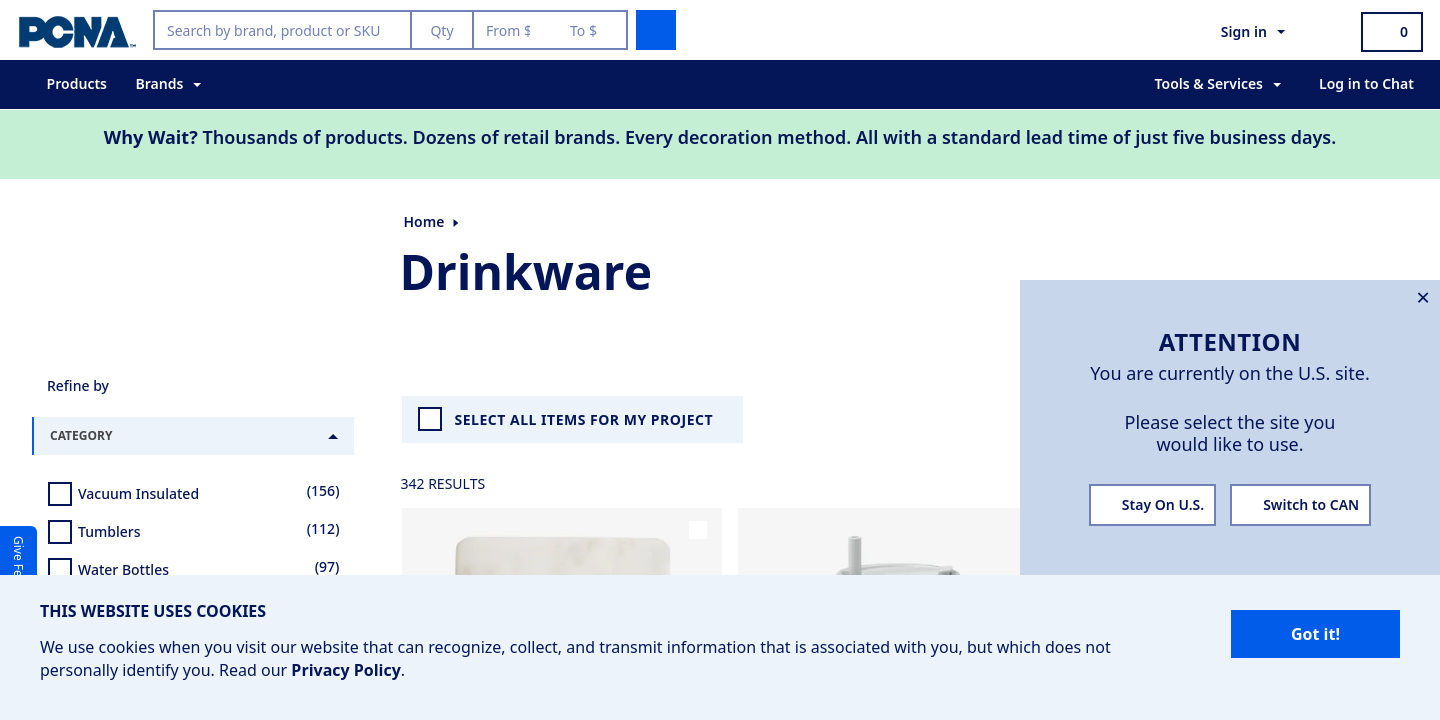 PCNA™
Search by brand, product or SKU
Qty
From $
To $
Sign in
0
Products
Brands
Tools & Services
Log in to Chat
Why Wait? Thousands of products. Dozens of retail brands. Every decoration method. All with a standard lead time of just five business days.
Home
Drinkware
Refine by
CATEGORY
Vacuum Insulated (156)
Tumblers (112)
Water Bottles (97)
SELECT ALL ITEMS FOR MY PROJECT
342 RESULTS
ATTENTION
You are currently on the U.S. site.
Please select the site you
would like to use.
Stay On U.S.
Switch to CAN
Give Fe
THIS WEBSITE USES COOKIES
We use cookies when you visit our website that can recognize, collect, and transmit information that is associated with you, but which does not
personally identify you. Read our Privacy Policy.
Got it!